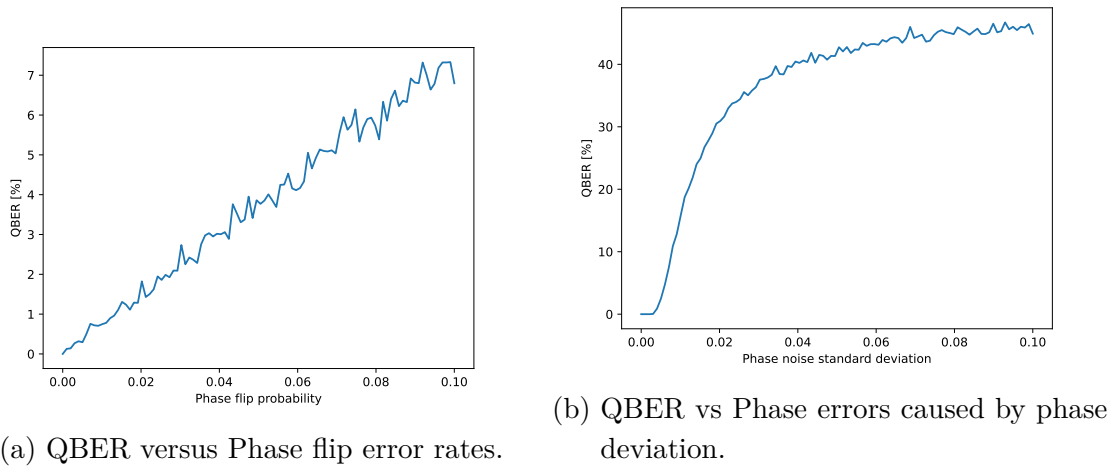 7
6
5
4
3
2
1
0
QBER [%]
0.00 0.02 0.04 0.06 0.08 0.10
Phase flip probability
(a) QBER versus Phase flip error rates.
40
30
20
10
0
QBER [%]
0.00 0.02 0.04 0.06 0.08 0.10
Phase noise standard deviation
(b) QBER vs Phase errors caused by phase
deviation.